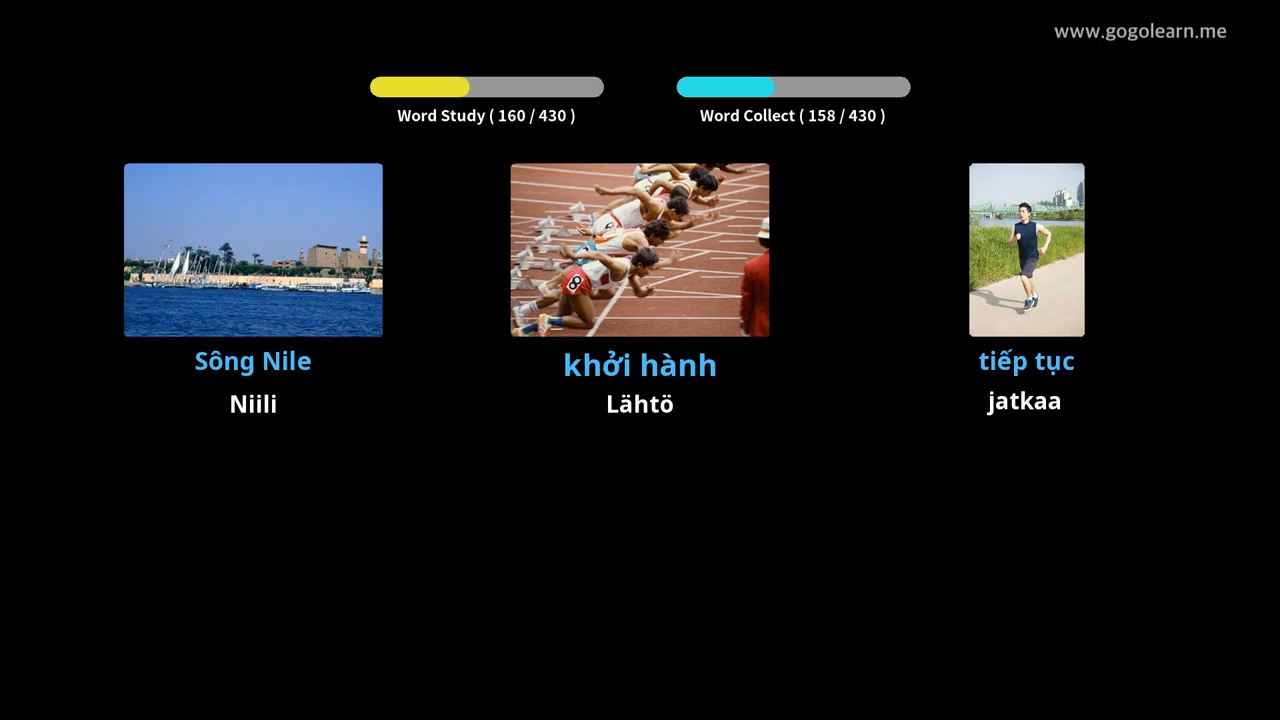 www.gogolearn.me
Word Study ( 160 / 430 )
Word Collect ( 158 / 430 )
Sông Nile
khởi hành
tiếp tục
Niili
Lähtö
jatkaa